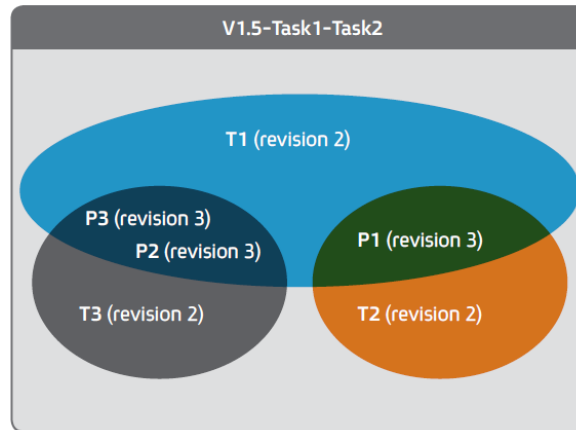 V1.5-Task1-Task2
T1 (revision 2)
P3 (revision 3)
P2 (revision 3)
P1 (revision 3)
T3 (revision 2)
T2 (revision 2)